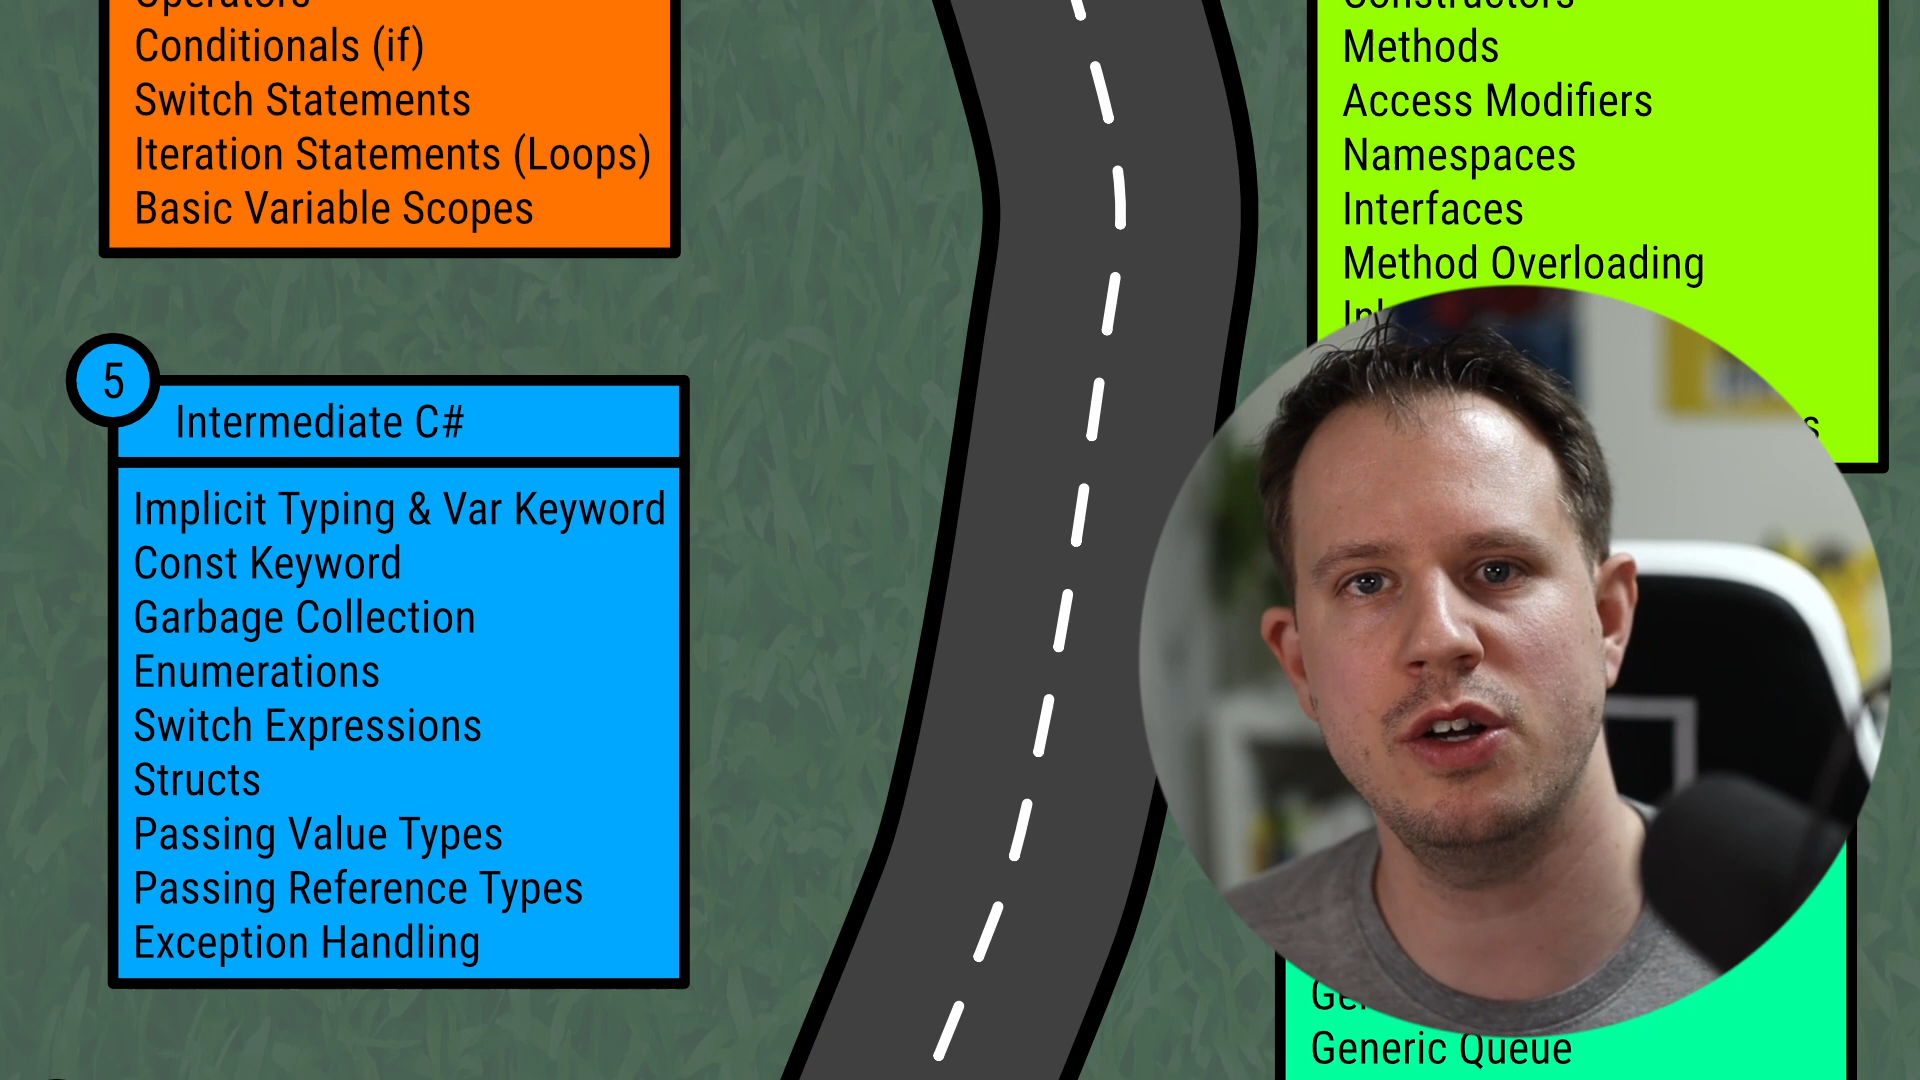 Operators
Conditionals (if)
Switch Statements
Iteration Statements (Loops)
Basic Variable Scopes
Constructors
Methods
Access Modifiers
Namespaces
Interfaces
Method Overloading
5
Intermediate C#
Implicit Typing & Var Keyword
Const Keyword
Garbage Collection
Enumerations
Switch Expressions
Structs
Passing Value Types
Passing Reference Types
Exception Handling
Generic Queue